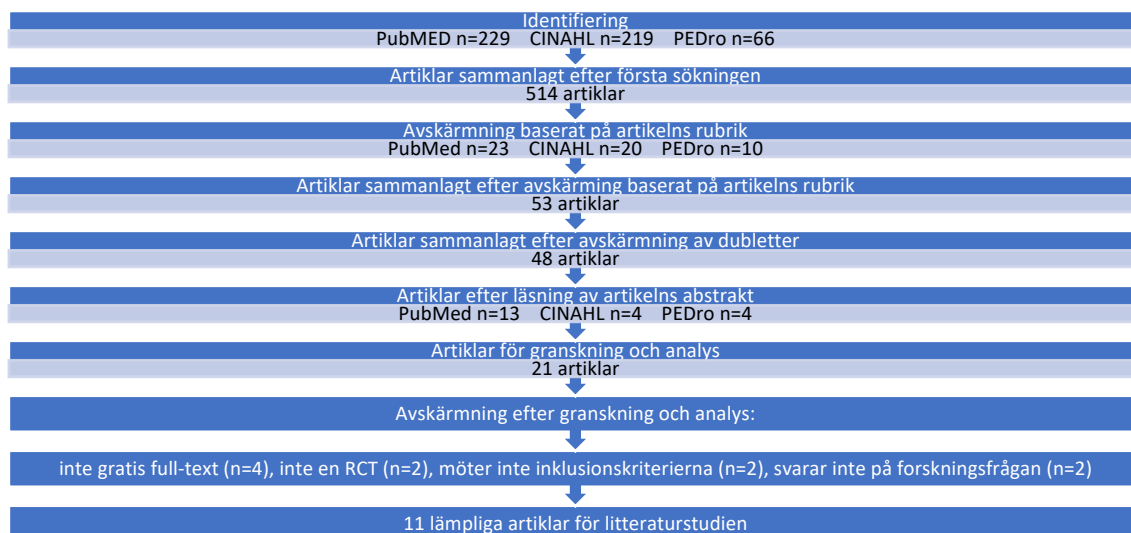 Identifiering
PubMED n=229 CINAHL n=219 PEDro n=66
Artiklar sammanlagt efter första sökningen
514 artiklar
Avskärmning baserat på artikelns rubrik
PubMed n=23 CINAHL n=20 PEDro n=10
Artiklar sammanlagt efter avskärming baserat på artikelns rubrik
53 artiklar
Artiklar sammanlagt efter avskärmning av dubletter
48 artiklar
Artiklar efter läsning av artikelns abstrakt
PubMed n=13 CINAHL n=4 PEDro n=4
Artiklar för granskning och analys
21 artiklar
Avskärmning efter granskning och analys:
inte gratis full-text (n=4), inte en RCT (n=2), möter inte inklusionskriterierna (n=2), svarar inte på forskningsfrågan (n=2)
11 lämpliga artiklar för litteraturstudien